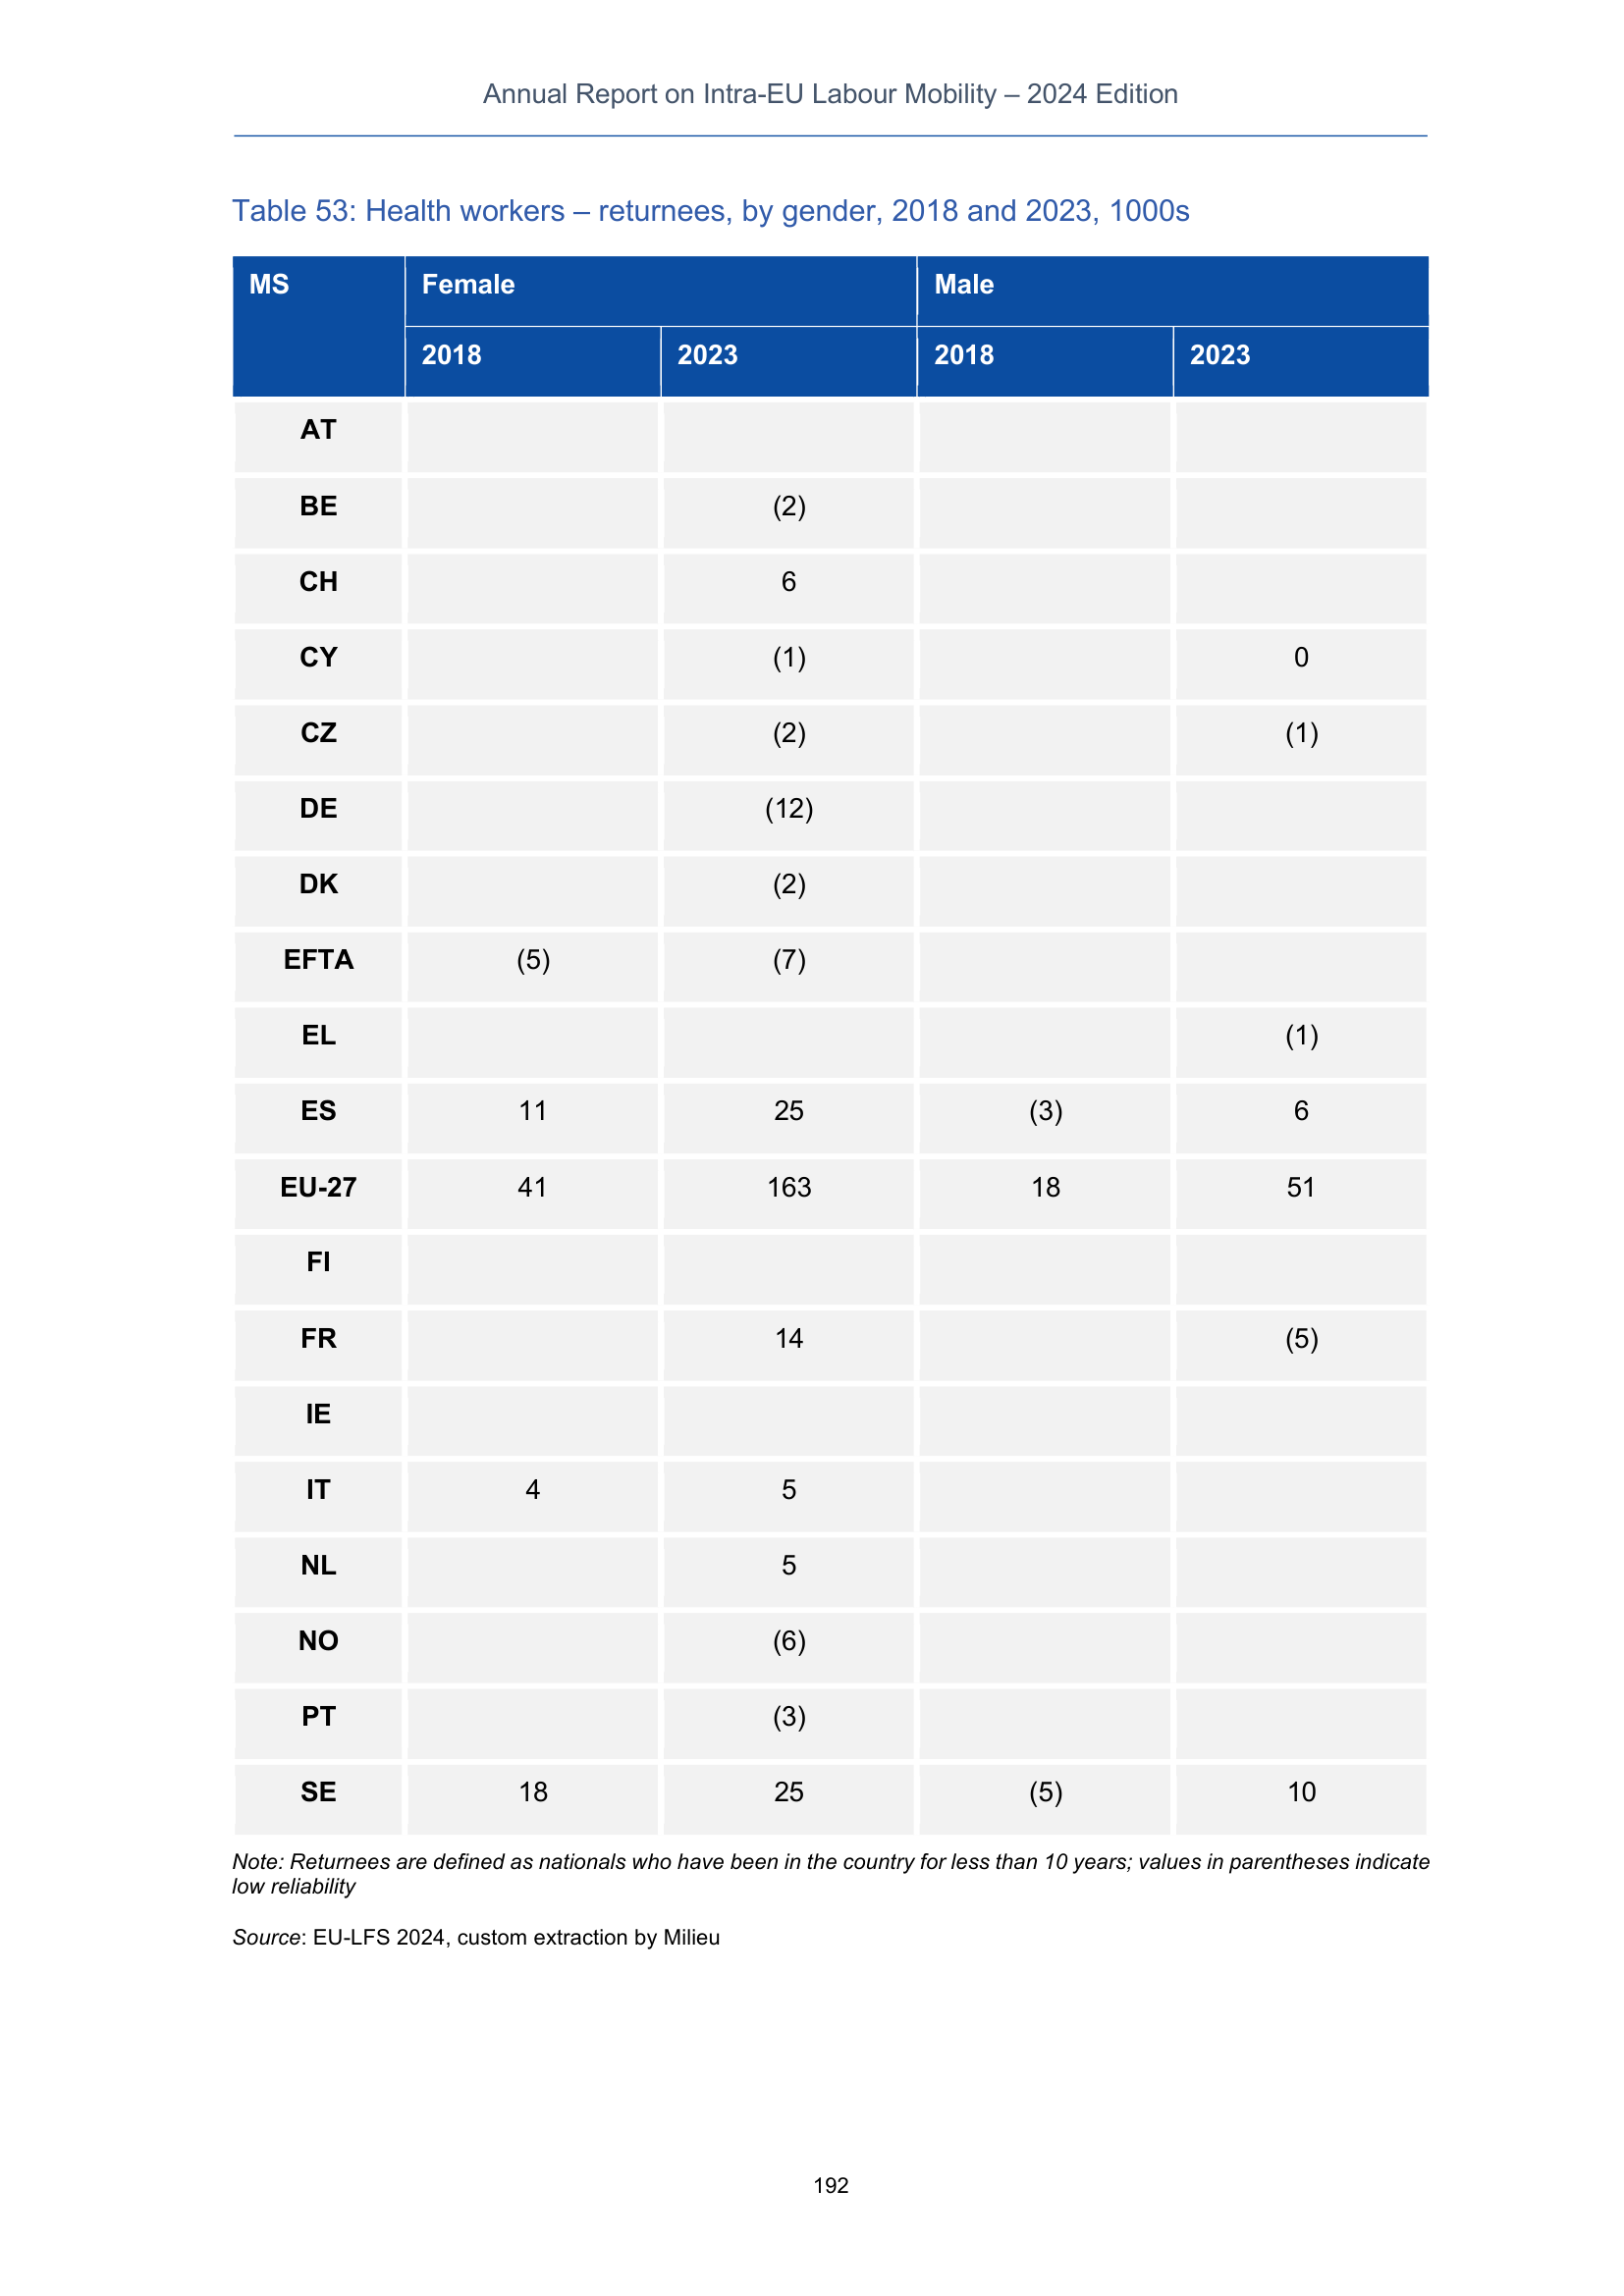 Annual Report on Intra-EU Labour Mobility – 2024 Edition
Table 53: Health workers – returnees, by gender, 2018 and 2023, 1000s
MS Female Male
2018 2023 2018 2023
AT
BE (2)
CH 6
CY (1) 0
CZ (2) (1)
DE (12)
DK (2)
EFTA (5) (7)
EL (1)
ES 11 25 (3) 6
EU-27 41 163 18 51
FI
FR 14 (5)
IE
IT 4 5
NL 5
NO (6)
PT (3)
SE 18 25 (5) 10
Note: Returnees are defined as nationals who have been in the country for less than 10 years; values in parentheses indicate
low reliability
Source: EU-LFS 2024, custom extraction by Milieu
192